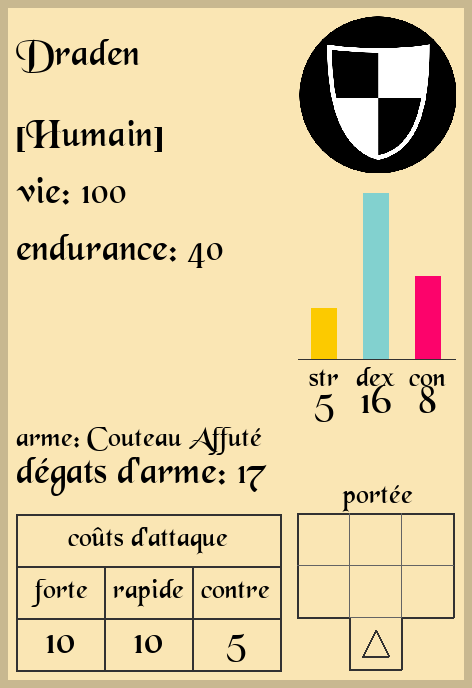 Draden
[Humain]
vie: 100
endurance: 40
str dex con
5 16 8
arme: Couteau Affuté
dégats d'arme: 17
portée
coûts d'attaque
forte rapide contre
10 10 5